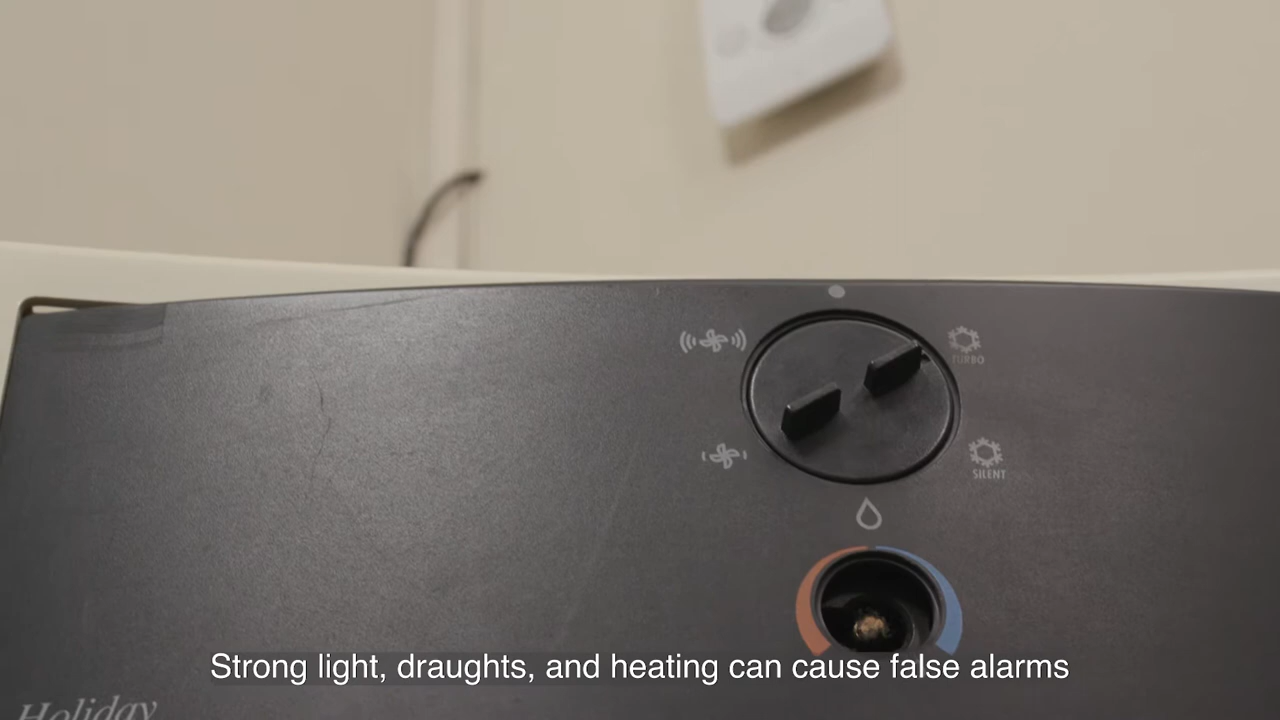 TURBO
SILENT
Strong light, draughts, and heating can cause false alarms
Holiday